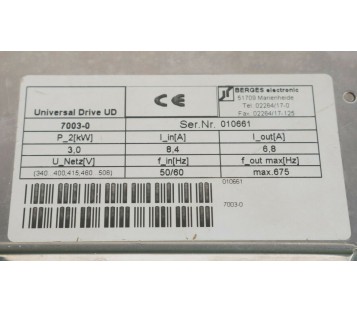 BERGES electronic
51709 Marienheide
Tel: 02264/17-0
Fax: 02264/17-126
Universal Drive UD
CE
7003-0
Ser.Nr. 010661
P_2[kW] I_in[A] I_out[A]
3,0 8,4 6,8
U_Netz[V] f_in[Hz] f_out max[Hz]
(340..400,415,460..506) 50/60 max.675
010661
7003-0